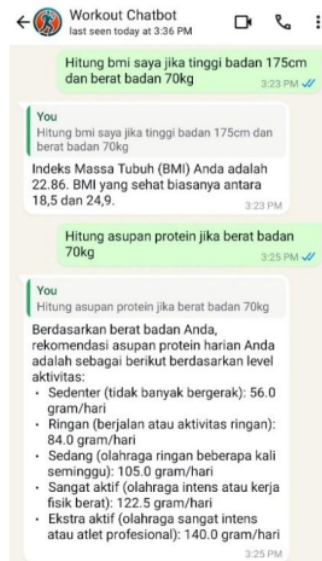 Workout Chatbot
last seen today at 3:36 PM
Hitung bmi saya jika tinggi badan 175cm
dan berat badan 70kg
3:23 PM
You
Hitung bmi saya jika tinggi badan 175cm dan
berat badan 70kg
Indeks Massa Tubuh (BMI) Anda adalah
22.86. BMI yang sehat biasanya antara
18,5 dan 24,9.
3:23 PM
Hitung asupan protein jika berat badan
70kg
3:25 PM
You
Hitung asupan protein jika berat badan 70kg
Berdasarkan berat badan Anda,
rekomendasi asupan protein harian Anda
adalah sebagai berikut berdasarkan level
aktivitas:
• Sedenter (tidak banyak bergerak): 56.0
gram/hari
• Ringan (berjalan atau aktivitas ringan):
84.0 gram/hari
• Sedang (olahraga ringan beberapa kali
seminggu): 105.0 gram/hari
• Sangat aktif (olahraga intens atau kerja
fisik berat): 122.5 gram/hari
• Ekstra aktif (olahraga sangat intens
atau atlet profesional): 140.0 gram/hari
3:25 PM